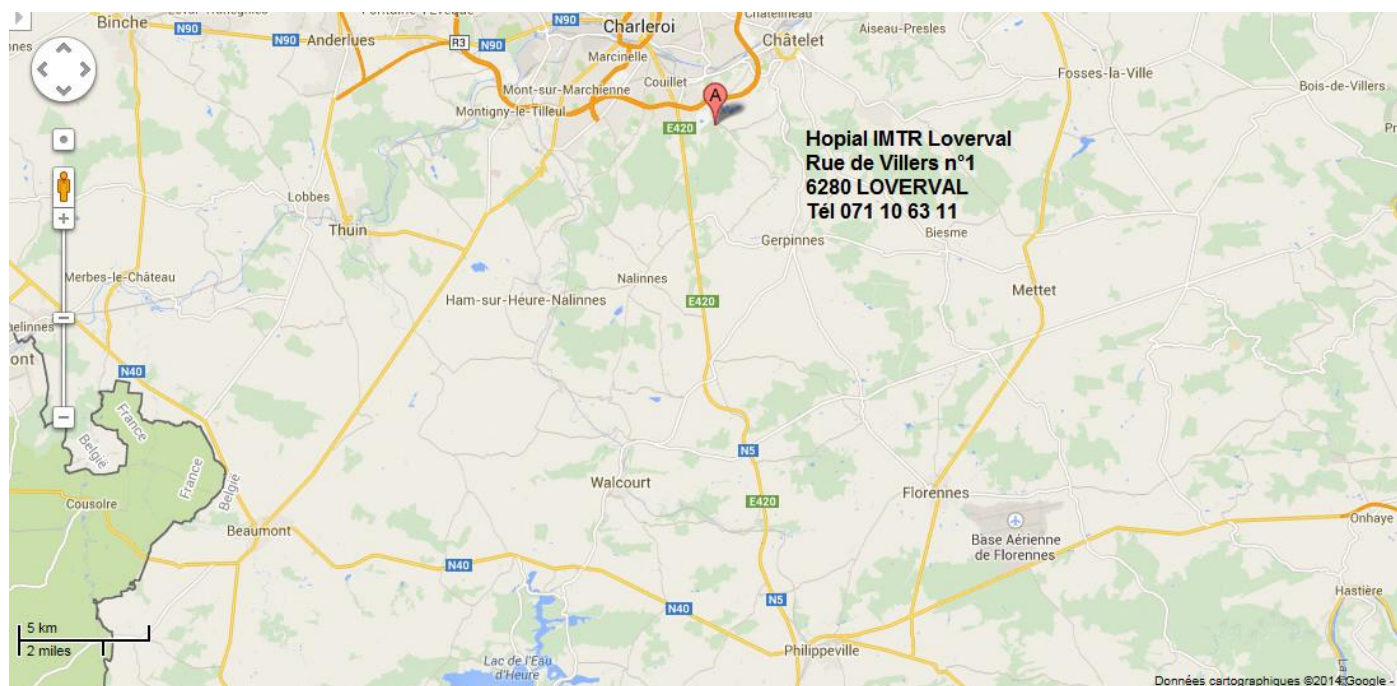 Binche
N90
N90
Anderlues
R3
N90
Charleroi
Marcinelle
Châtelet
Aiseau-Presles
Mont-sur-Marchienne
Couillet
Montigny-le-Tilleul
A
E420
Fosses-la-Ville
Bois-de-Villers
Hopial IMTR Loverval
Rue de Villers n°1
6280 LOVERVAL
Tél 071 10 63 11
Lobbes
Thuin
Gerpinnes
Biesme
Merbes-le-Château
Nalinnes
Ham-sur-Heure-Nalinnes
E420
Mettet
N40
France
België
France
België
N5
Walcourt
E420
Florennes
Cousolre
Beaumont
Base Aérienne
de Florennes
Onhaye
N40
N40
N5
Hastière
Philippeville
5 km
2 miles
Lac de l'Eau
d'Heure
Données cartographiques ©2014 Google -